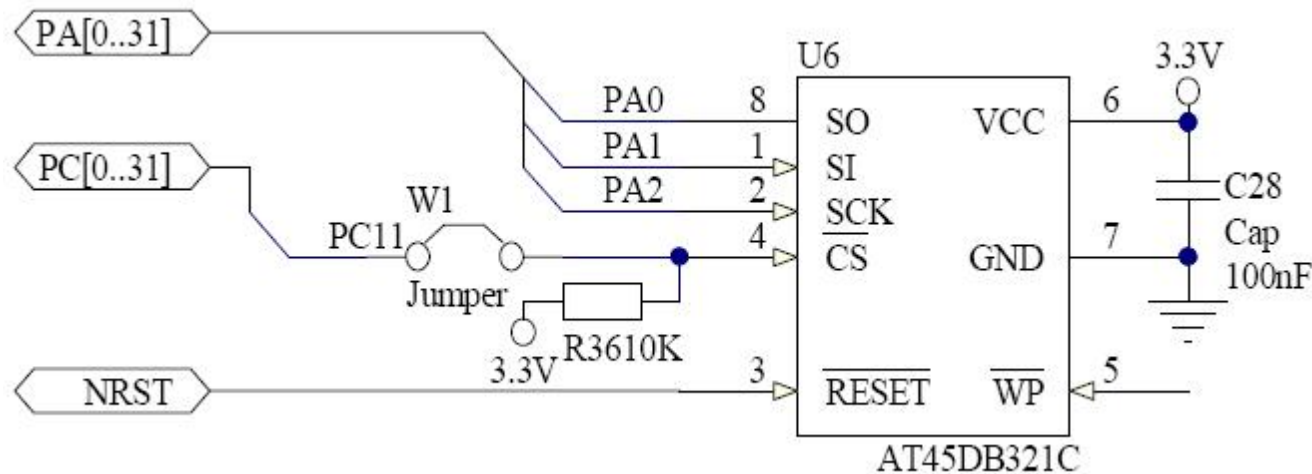 PA[0..31]
U6
3.3V
PA0 8 SO VCC 6
PC[0..31]
PA1 1 SI
PA2 2 SCK
W1
C28
PC11 4 CS GND 7
Cap
Jumper
100nF
R3610K
3.3V
NRST 3 RESET WP 5
AT45DB321C